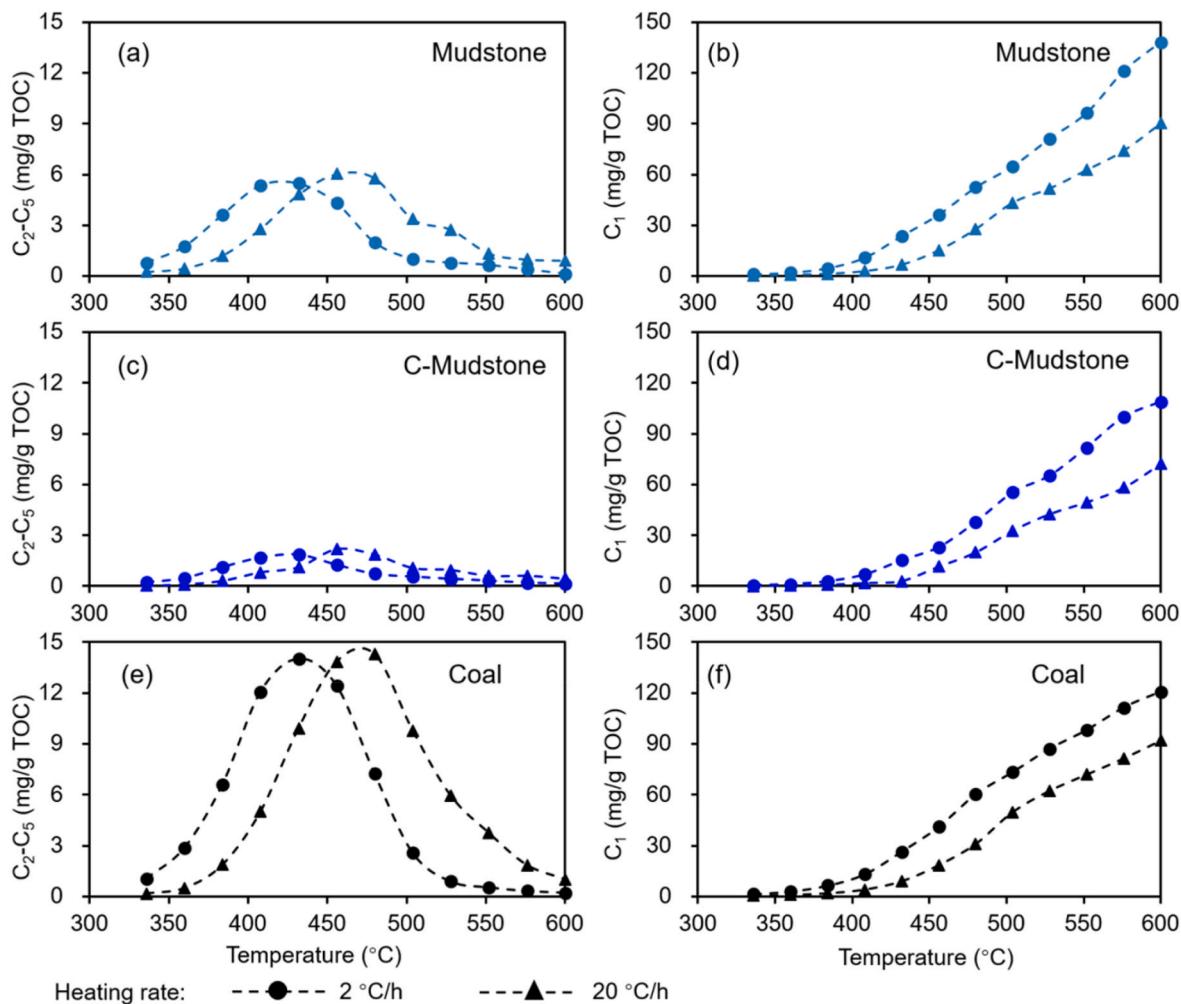 (a) Mudstone
C₂-C₅ (mg/g TOC)
15
12
9
6
3
0
300 350 400 450 500 550 600
(b) Mudstone
C₁ (mg/g TOC)
150
120
90
60
30
0
300 350 400 450 500 550 600
(c) C-Mudstone
C₂-C₅ (mg/g TOC)
15
12
9
6
3
0
300 350 400 450 500 550 600
(d) C-Mudstone
C₁ (mg/g TOC)
150
120
90
60
30
0
300 350 400 450 500 550 600
(e) Coal
C₂-C₅ (mg/g TOC)
15
12
9
6
3
0
300 350 400 450 500 550 600
Temperature (°C)
(f) Coal
C₁ (mg/g TOC)
150
120
90
60
30
0
300 350 400 450 500 550 600
Temperature (°C)
Heating rate: 2 °C/h 20 °C/h